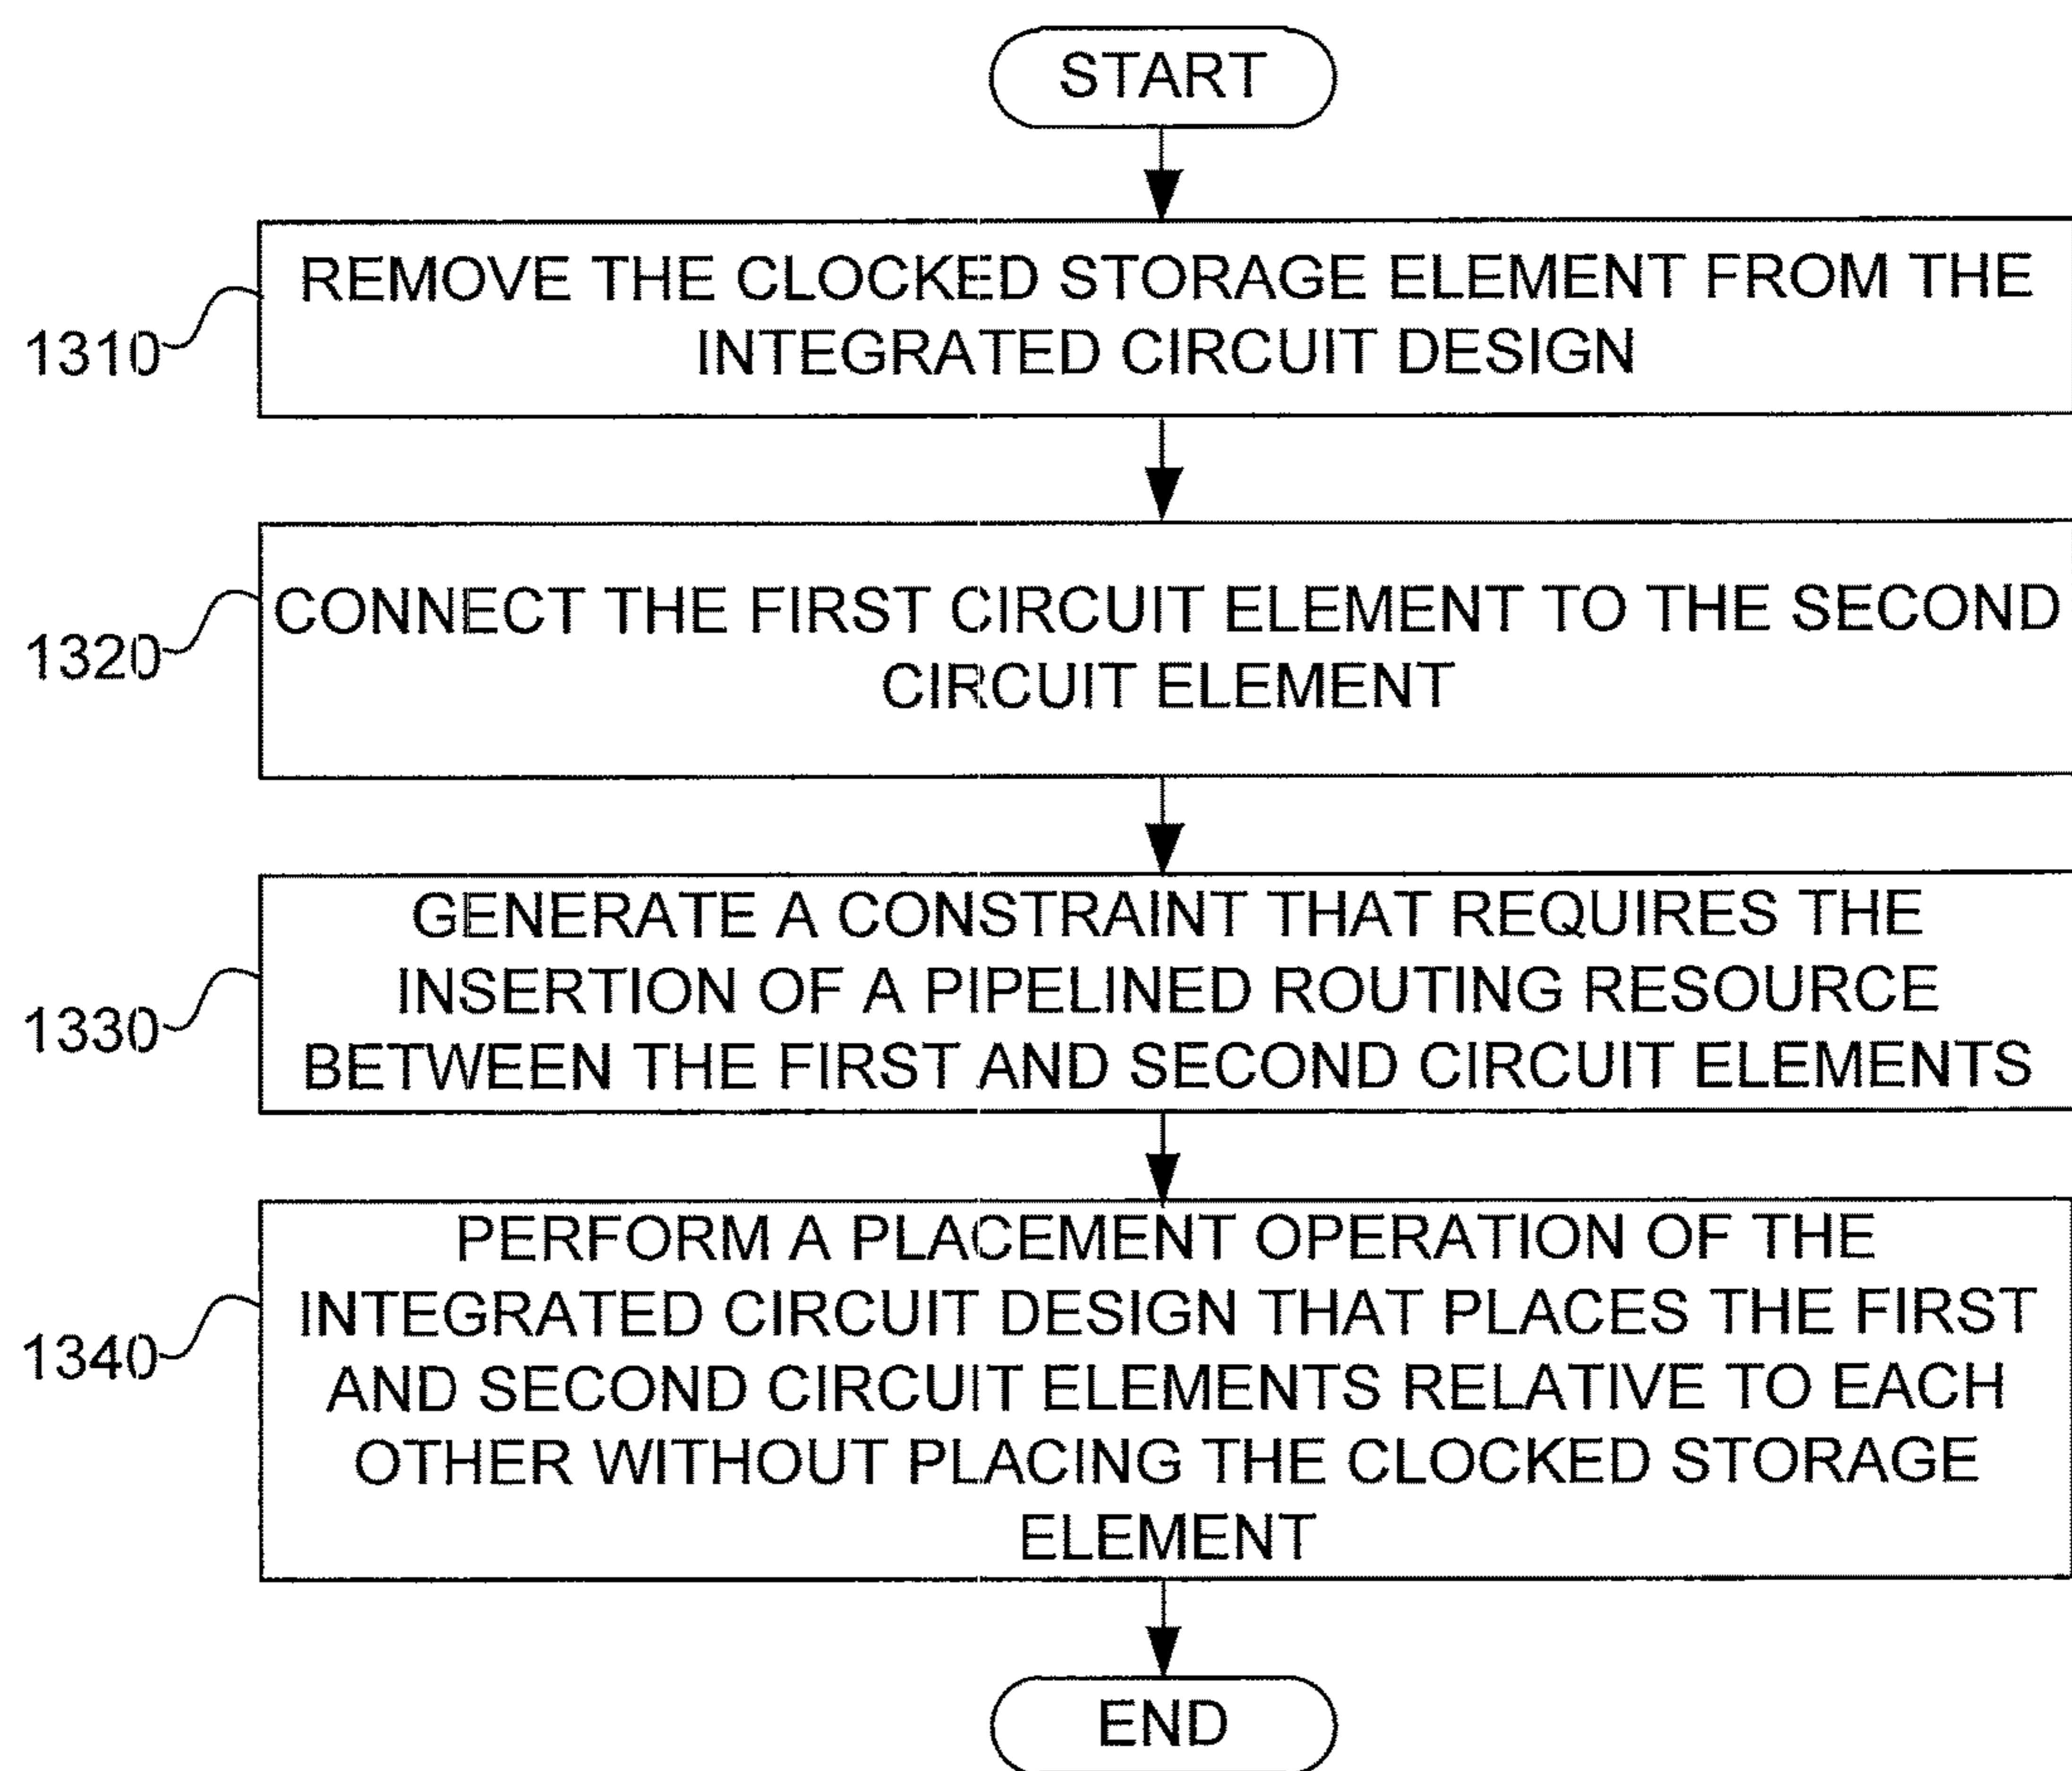 START
REMOVE THE CLOCKED STORAGE ELEMENT FROM THE
INTEGRATED CIRCUIT DESIGN
1310
CONNECT THE FIRST CIRCUIT ELEMENT TO THE SECOND
CIRCUIT ELEMENT
1320
GENERATE A CONSTRAINT THAT REQUIRES THE
INSERTION OF A PIPELINED ROUTING RESOURCE
BETWEEN THE FIRST AND SECOND CIRCUIT ELEMENTS
1330
PERFORM A PLACEMENT OPERATION OF THE
INTEGRATED CIRCUIT DESIGN THAT PLACES THE FIRST
AND SECOND CIRCUIT ELEMENTS RELATIVE TO EACH
OTHER WITHOUT PLACING THE CLOCKED STORAGE
ELEMENT
1340
END